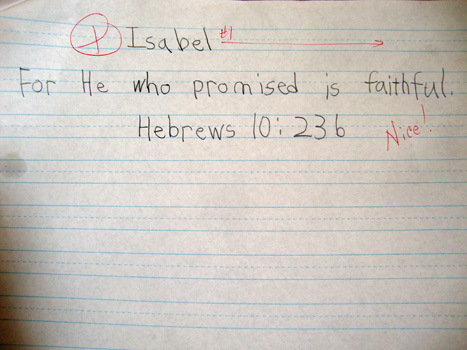 + Isabel #1
For He who promised is faithful.
Hebrews 10:23b
Nice!